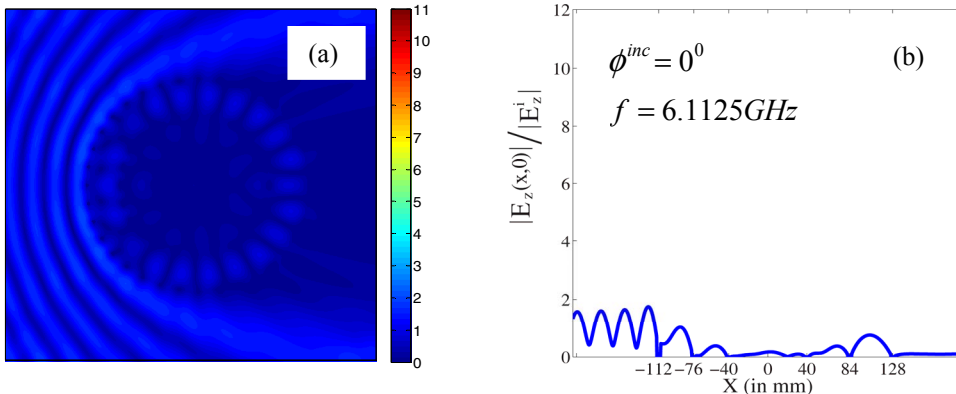 (a)
11
10
9
8
7
6
5
4
3
2
1
0
|E_z(x,0)|/|E^i_z|
12
10
8
6
4
2
0
ϕ^{inc} = 0^0
f = 6.1125GHz
(b)
−112 −76 −40 0 40 84 128
X (in mm)